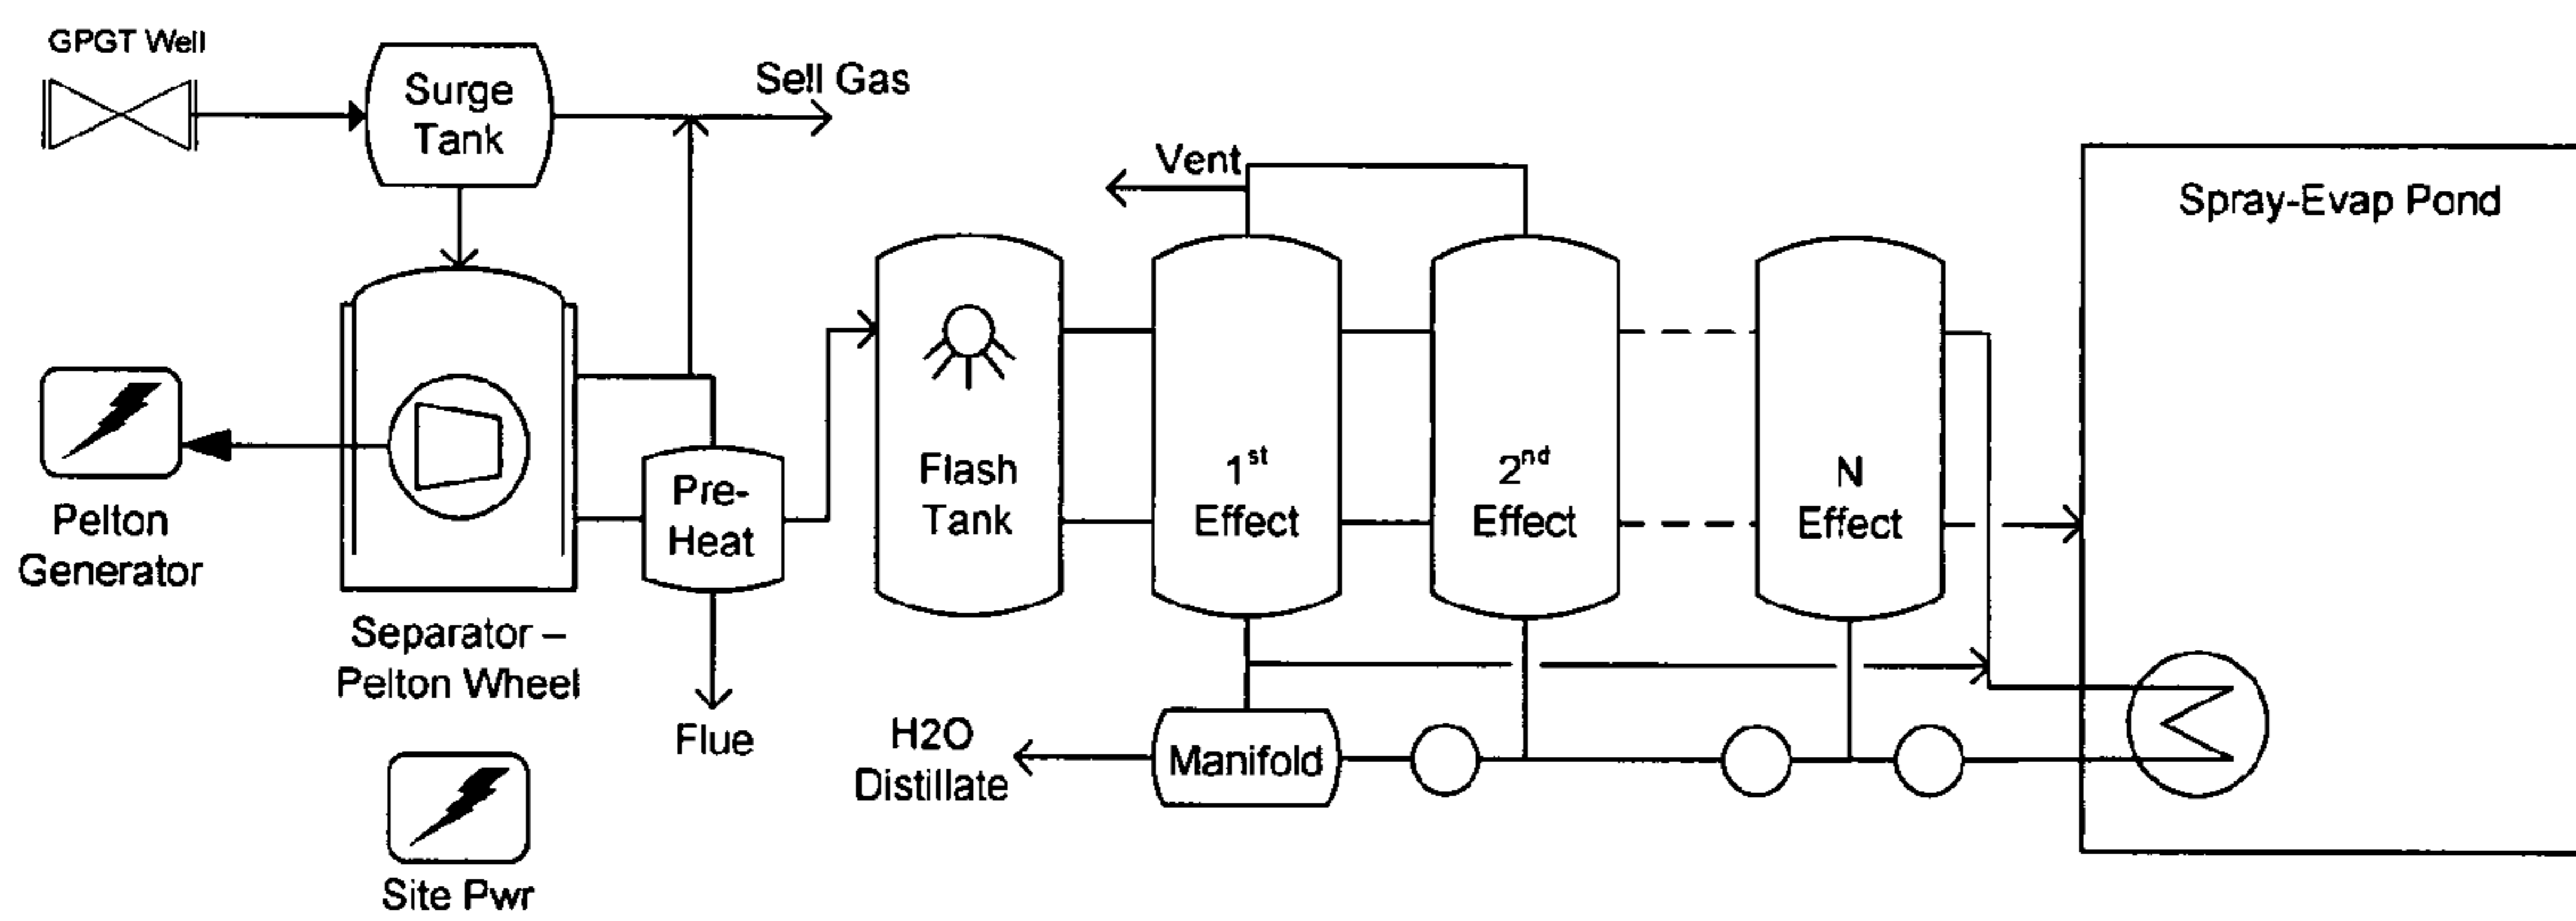 GPGT Well
Surge
Tank
Sell Gas
Vent
Spray-Evap Pond
Pelton
Generator
Separator –
Pelton Wheel
Pre-
Heat
Flue
Flash
Tank
1st
Effect
2nd
Effect
N
Effect
H2O
Distillate
Manifold
Site Pwr